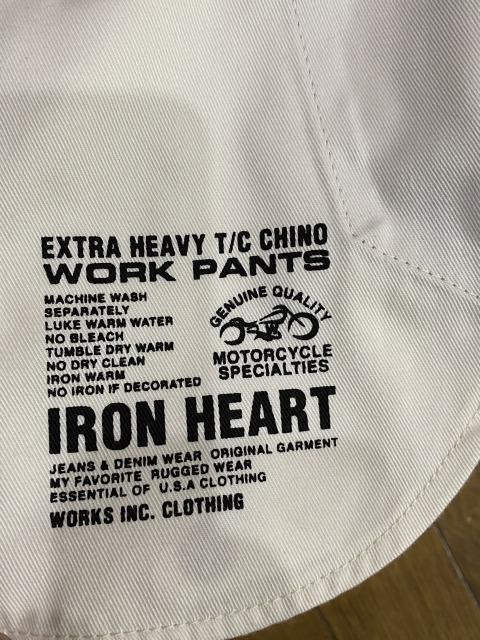 EXTRA HEAVY T/C CHINO
WORK PANTS
MACHINE WASH
SEPARATELY
LUKE WARM WATER
NO BLEACH
TUMBLE DRY WARM
NO DRY CLEAN
IRON WARM
NO IRON IF DECORATED
GENUINE QUALITY
MOTORCYCLE
SPECIALTIES
IRON HEART
JEANS & DENIM WEAR ORIGINAL GARMENT
MY FAVORITE RUGGED WEAR
ESSENTIAL OF U.S.A CLOTHING
WORKS INC. CLOTHING